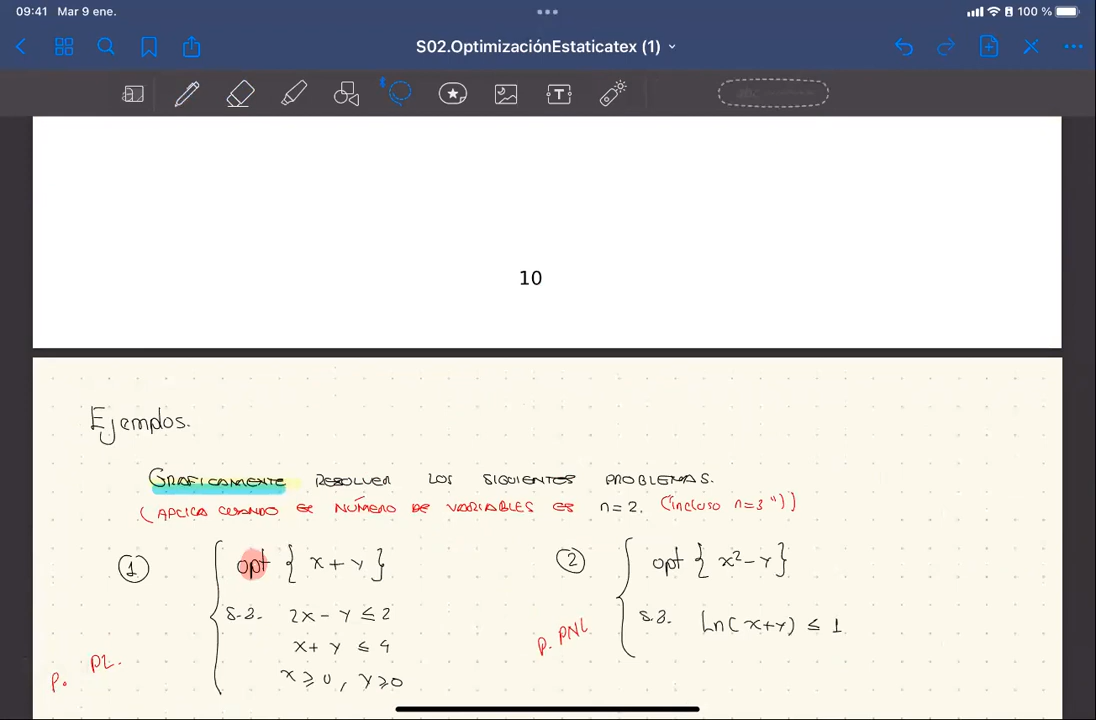 09:41 Mar 9 ene. 100 %
S02.OptimizaciónEstaticatex (1)
10
Ejemplos.
GRAFICAMENTE RESOLVER LOS SIGUIENTES PROBLEMAS.
(APLICA CUANDO EL NÚMERO DE VARIABLES ES n=2. (incluso n=3 "))
① opt { x + y }
s.a. 2x - y ≤ 2
x + y ≤ 4
x ≥ 0, y ≥ 0
P. PL.
② opt { x² - y }
s.a. Ln(x+y) ≤ 1
P. PNL